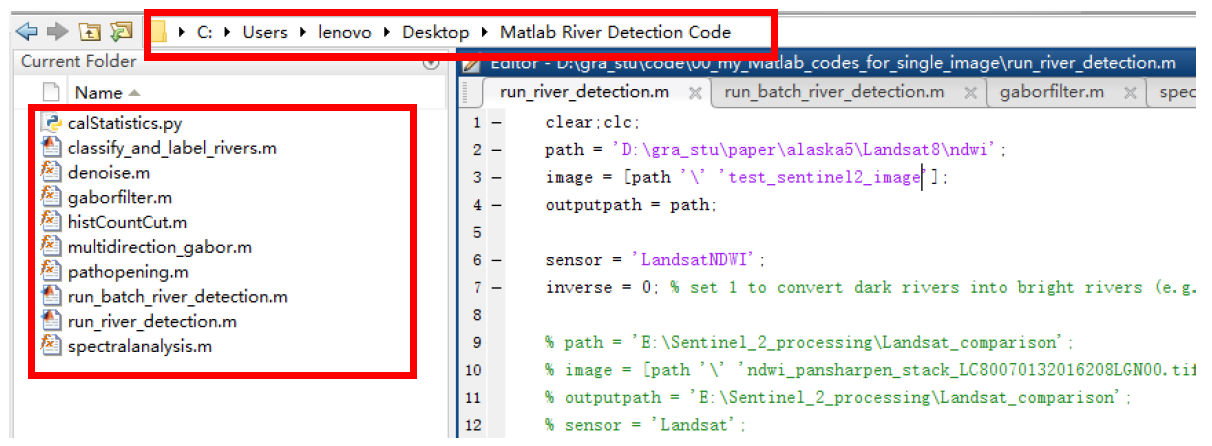 C: Users lenovo Desktop Matlab River Detection Code
Current Folder
Name
calStatistics.py
classify_and_label_rivers.m
denoise.m
gaborfilter.m
histCountCut.m
multidirection_gabor.m
pathopening.m
run_batch_river_detection.m
run_river_detection.m
spectralanalysis.m
Editor - D:\gra_stu\code\00_my_Matlab_codes_for_single_image\run_river_detection.m
run_river_detection.m run_batch_river_detection.m gaborfilter.m spec
1 – clear;clc;
2 – path = 'D:\gra_stu\paper\alaska5\Landsat8\ndwi';
3 – image = [path '\' 'test_sentinel2_image'];
4 – outputpath = path;
5
6 – sensor = 'LandsatNDWI';
7 – inverse = 0; % set 1 to convert dark rivers into bright rivers (e.g.
8
9 % path = 'E:\Sentinel_2_processing\Landsat_comparison';
10 % image = [path '\' 'ndwi_pansharpen_stack_LC80070132016208LGN00.tif
11 % outputpath = 'E:\Sentinel_2_processing\Landsat_comparison';
12 % sensor = 'Landsat';